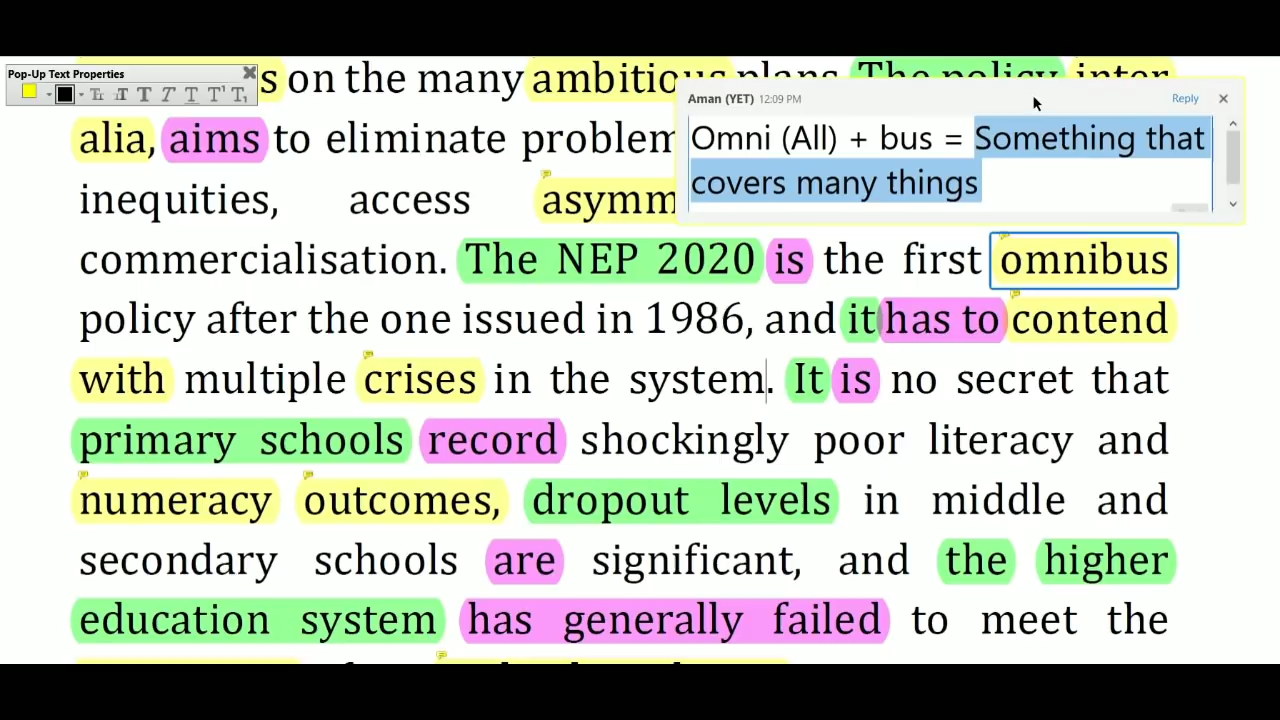 Pop-Up Text Properties
s on the many ambitious plans. The policy inter
Aman (YET) 12:09 PM
Reply
Omni (All) + bus = Something that
covers many things
alia, aims to eliminate problem
inequities, access asymm
commercialisation. The NEP 2020 is the first omnibus
policy after the one issued in 1986, and it has to contend
with multiple crises in the system. It is no secret that
primary schools record shockingly poor literacy and
numeracy outcomes, dropout levels in middle and
secondary schools are significant, and the higher
education system has generally failed to meet the